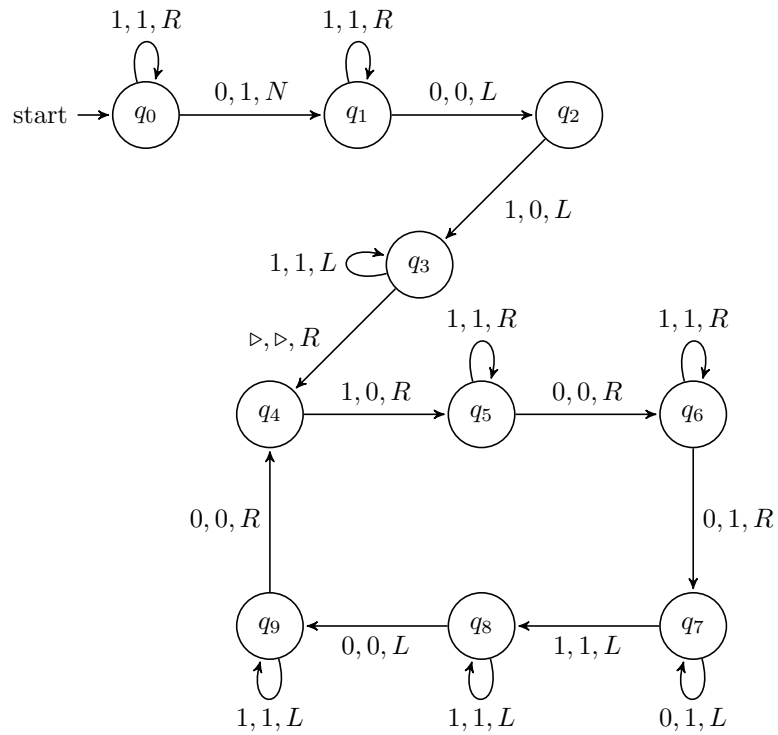 1, 1, R 1, 1, R
start q₀ 0, 1, N q₁ 0, 0, L q₂
1, 0, L
1, 1, L q₃
▹, ▹, R 1, 1, R 1, 1, R
q₄ 1, 0, R q₅ 0, 0, R q₆
0, 0, R 0, 1, R
q₉ 0, 0, L q₈ 1, 1, L q₇
1, 1, L 1, 1, L 0, 1, L